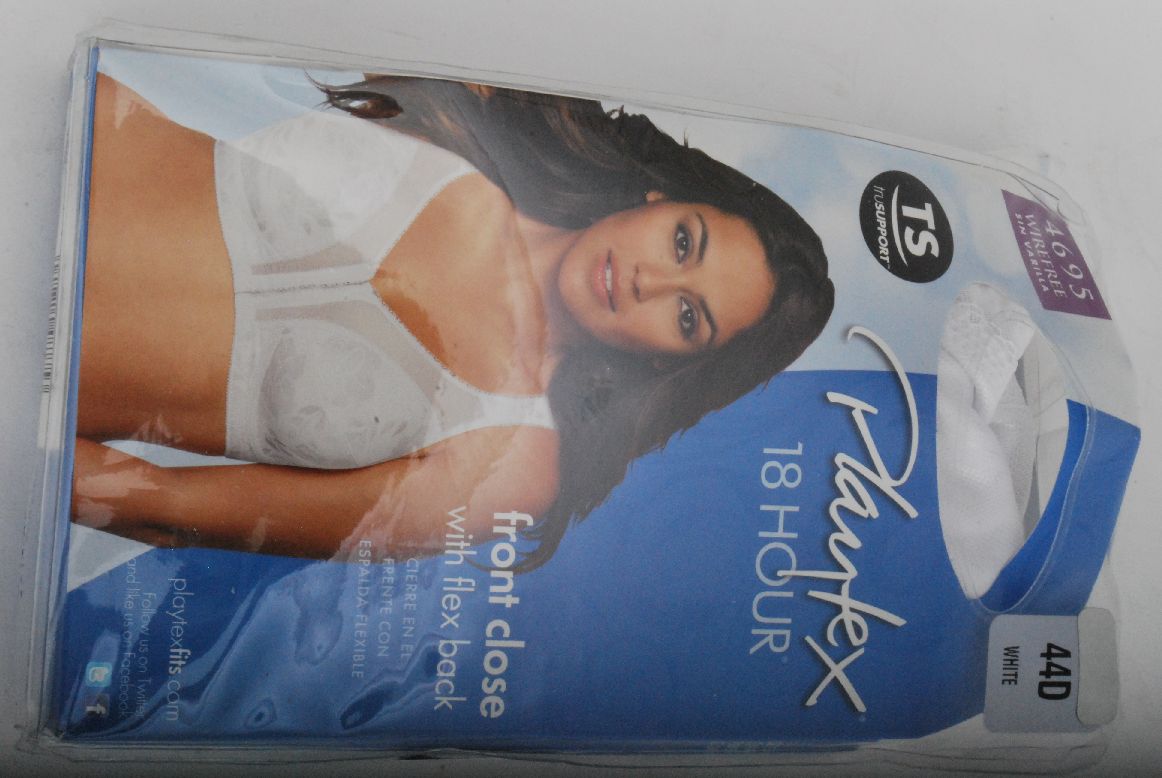 4695
WIREFREE
SIN VARILLA
TS
truSUPPORT™
Playtex®
18 HOUR®
44D
WHITE
front close
with flex back
CIERRE EN EL
FRENTE CON
ESPALDA FLEXIBLE
playtexfits.com
Follow us on Twitter
and like us on Facebook